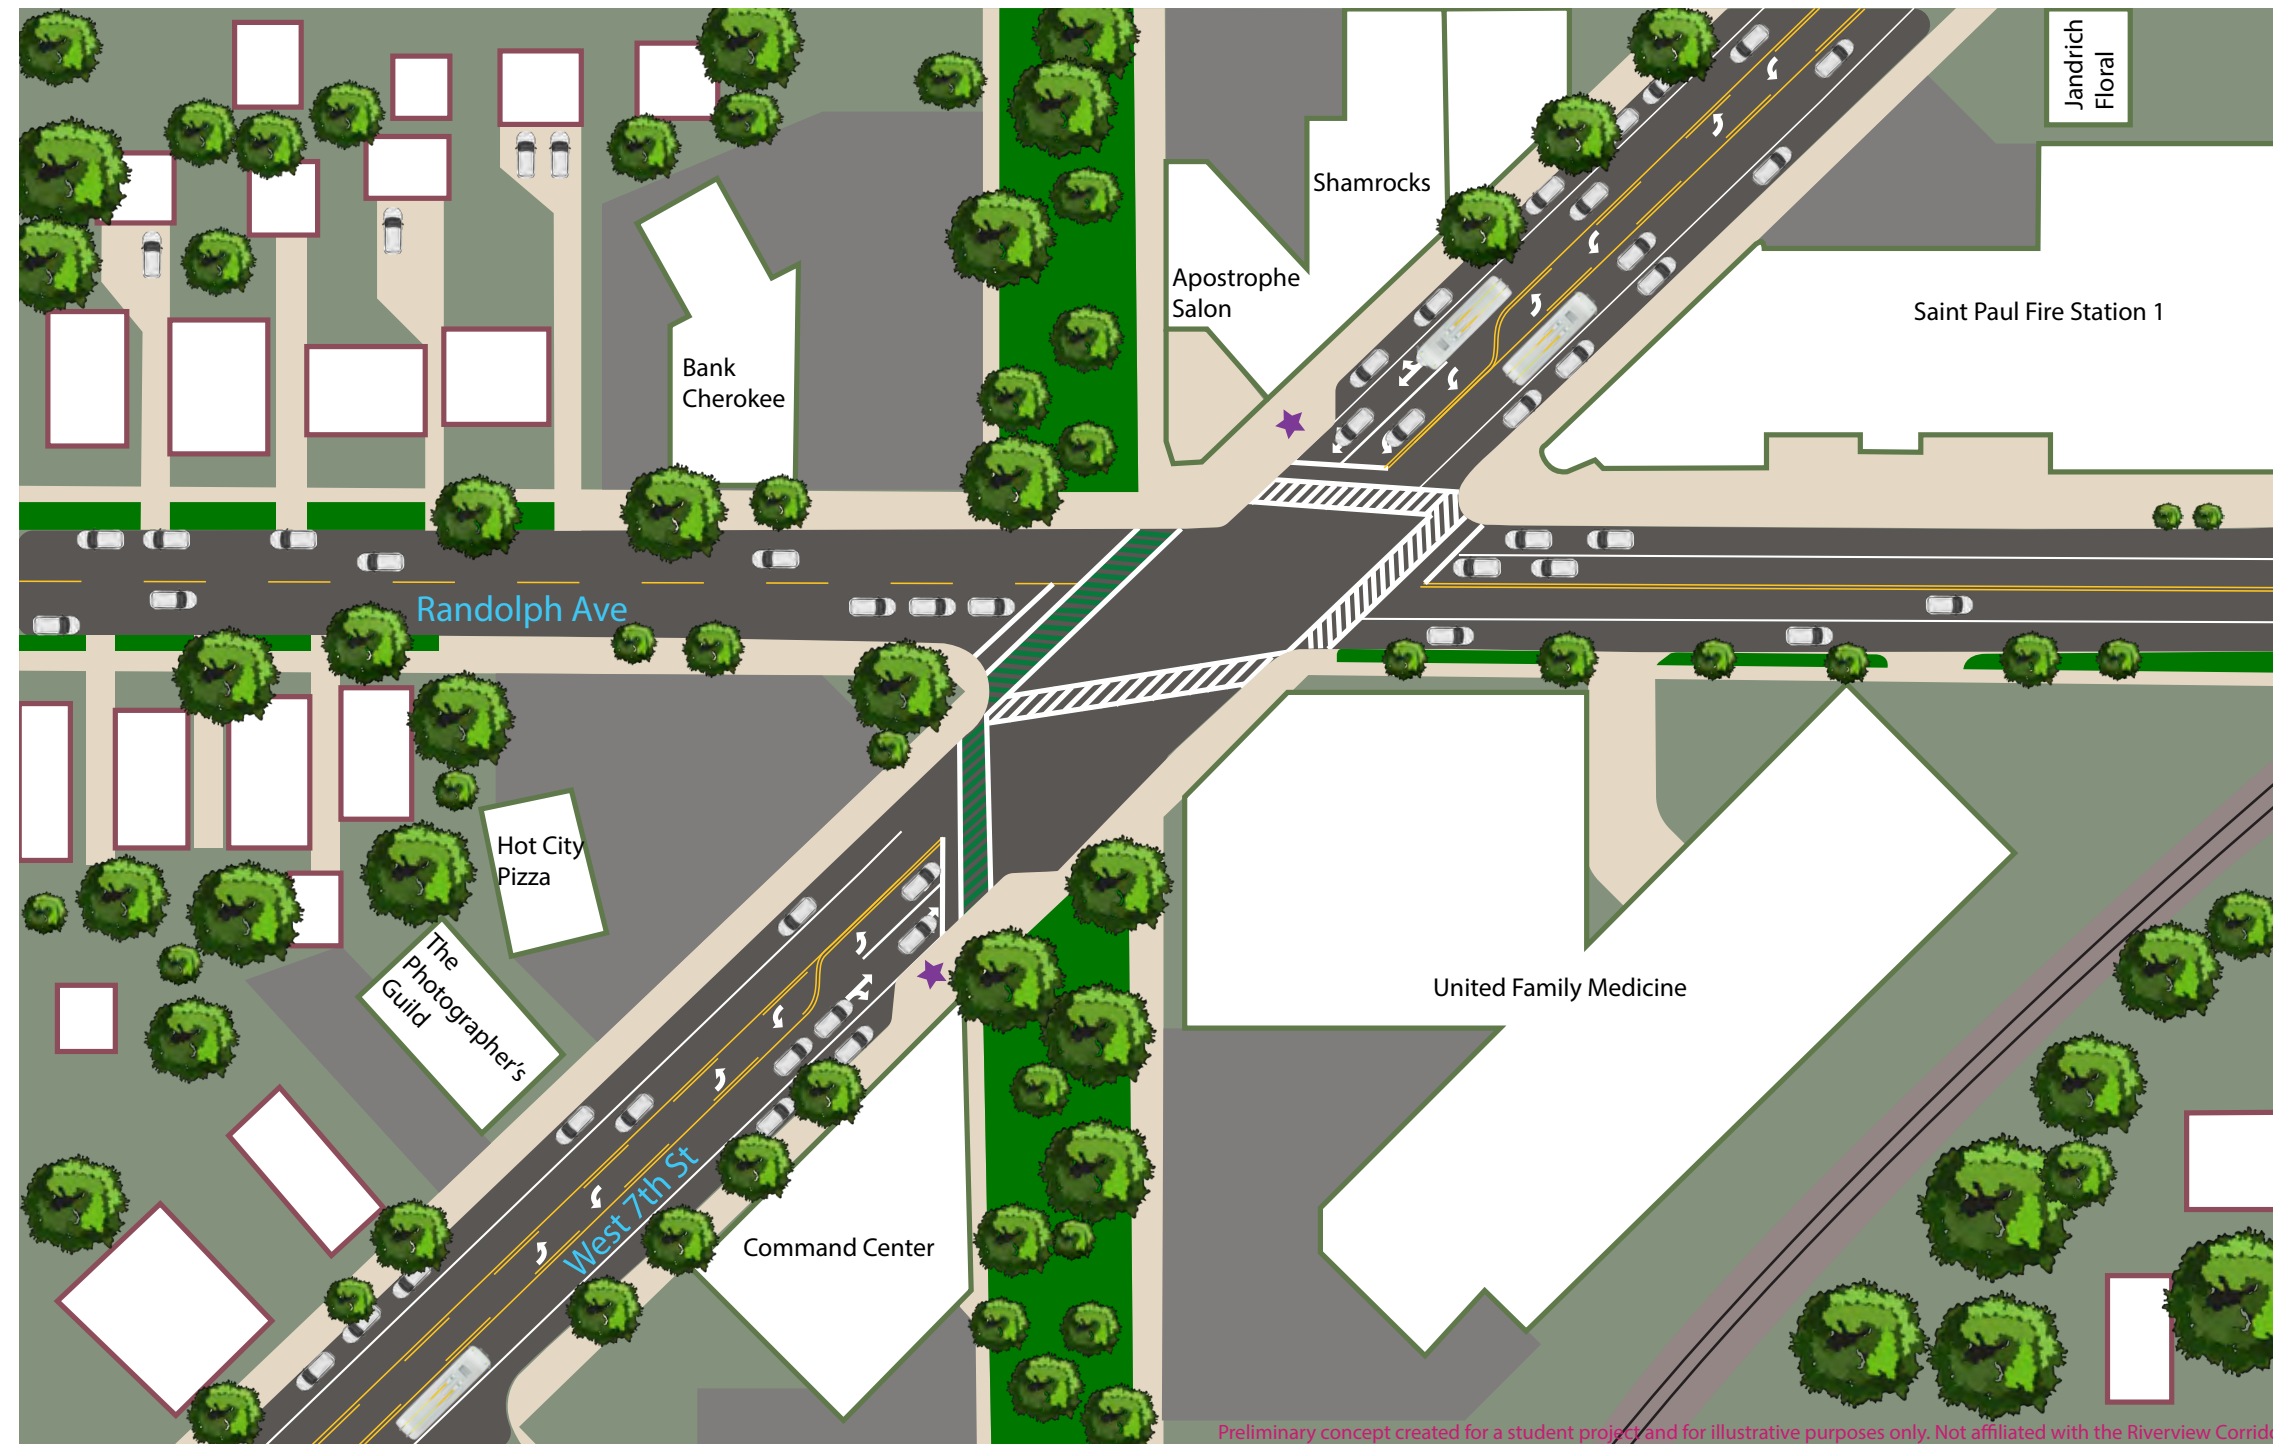 Jandrich
Floral
Shamrocks
Apostrophe
Salon
Saint Paul Fire Station 1
Bank
Cherokee
Randolph Ave
Hot City
Pizza
The
Photographer's
Guild
United Family Medicine
West 7th St
Command Center
Preliminary concept created for a student project and for illustrative purposes only. Not affiliated with the Riverview